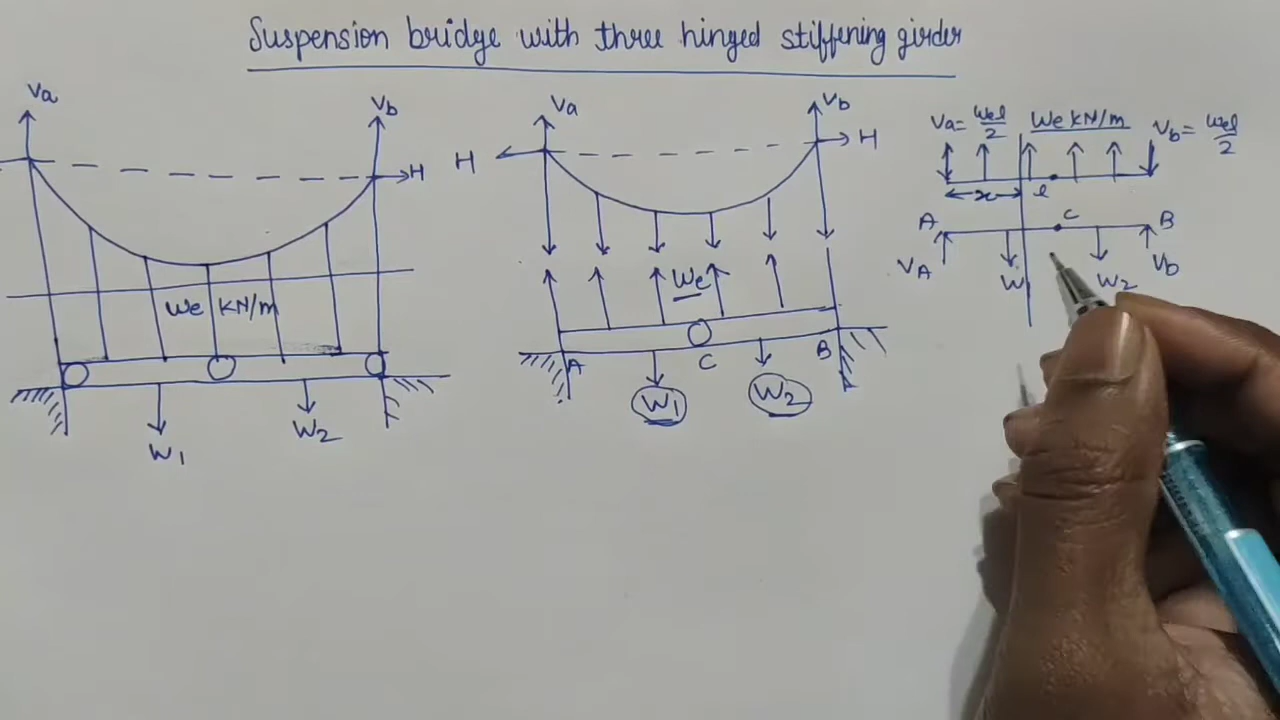 Suspension bridge with three hinged stiffening girder
Va
Vb
H
We KN/m
W1
W2
Va
Vb
H
H
We
A
C
B
W1
W2
Va = Wel/2
We KN/m
Vb = Wel/2
x
l
A
C
B
VA
W
W2
Vb